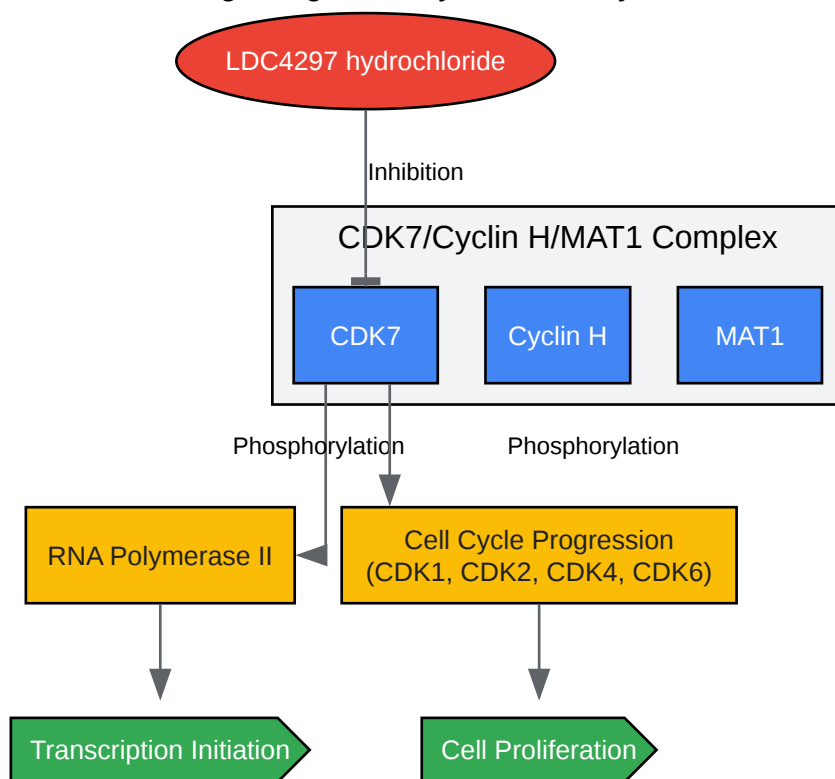 LDC4297 hydrochloride
Inhibition
CDK7/Cyclin H/MAT1 Complex
CDK7
Cyclin H
MAT1
Phosphorylation
Phosphorylation
RNA Polymerase II
Cell Cycle Progression
(CDK1, CDK2, CDK4, CDK6)
Transcription Initiation
Cell Proliferation